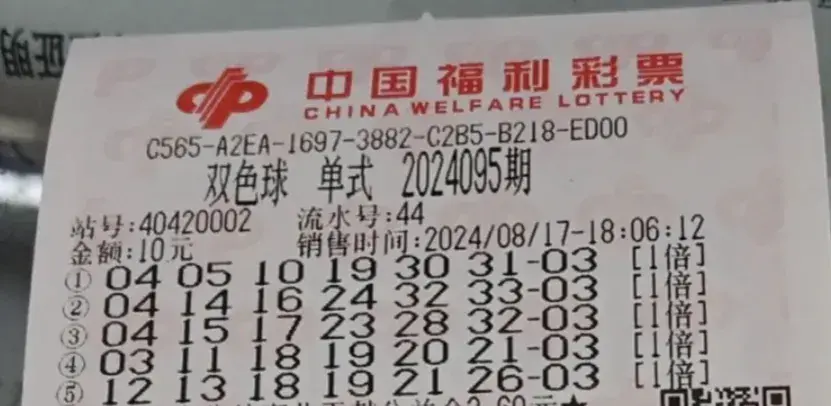 证明
中国福利彩票
CHINA WELFARE LOTTERY
C565-A2EA-1697-3882-C2B5-B218-ED00
双色球 单式 2024095期
站号:40420002 流水号:44
金额:10元 销售时间:2024/08/17-18:06:12
① 04 05 10 19 30 31-03 [1倍]
② 04 14 16 24 32 33-03 [1倍]
③ 04 15 17 23 28 32-03 [1倍]
④ 03 11 18 19 20 21-03 [1倍]
⑤ 12 13 18 19 21 26-03 [1倍]